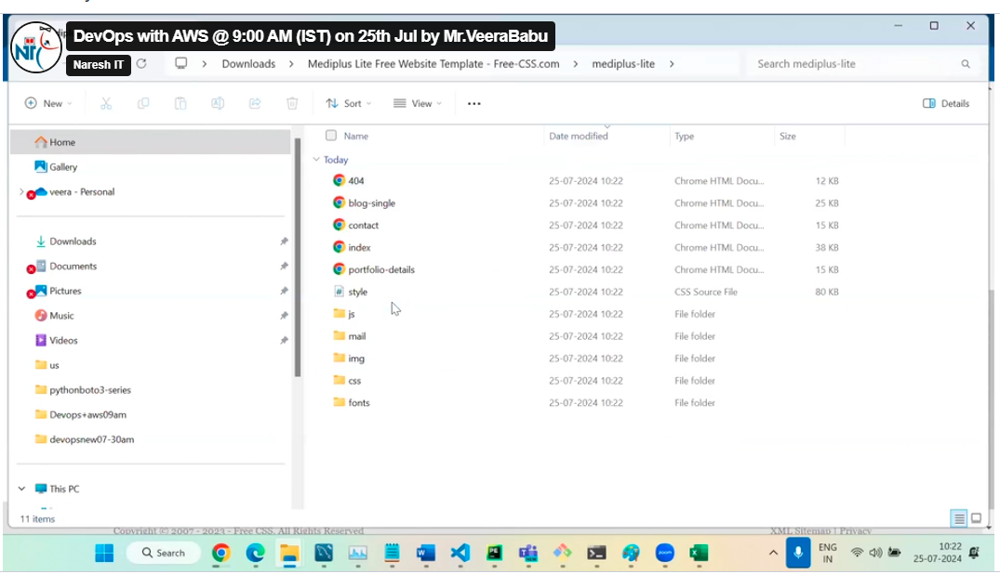 DevOps with AWS @ 9:00 AM (IST) on 25th Jul by Mr.VeeraBabu
Naresh IT
Downloads > Mediplus Lite Free Website Template - Free-CSS.com > mediplus-lite > Search mediplus-lite
New Sort View ... Details
Name Date modified Type Size
Home
Gallery
veera - Personal
Downloads
Documents
Pictures
Music
Videos
us
pythonboto3-series
Devops+aws09am
devopsnew07-30am
This PC
Today
404 25-07-2024 10:22 Chrome HTML Docu... 12 KB
blog-single 25-07-2024 10:22 Chrome HTML Docu... 25 KB
contact 25-07-2024 10:22 Chrome HTML Docu... 15 KB
index 25-07-2024 10:22 Chrome HTML Docu... 38 KB
portfolio-details 25-07-2024 10:22 Chrome HTML Docu... 15 KB
style 25-07-2024 10:22 CSS Source File 80 KB
js 25-07-2024 10:22 File folder
mail 25-07-2024 10:22 File folder
img 25-07-2024 10:22 File folder
css 25-07-2024 10:22 File folder
fonts 25-07-2024 10:22 File folder
11 items
Copyright © 2007 - 2023 - Free CSS. All Rights Reserved XML Sitemap | Privacy
Search
ENG
IN
10:22
25-07-2024